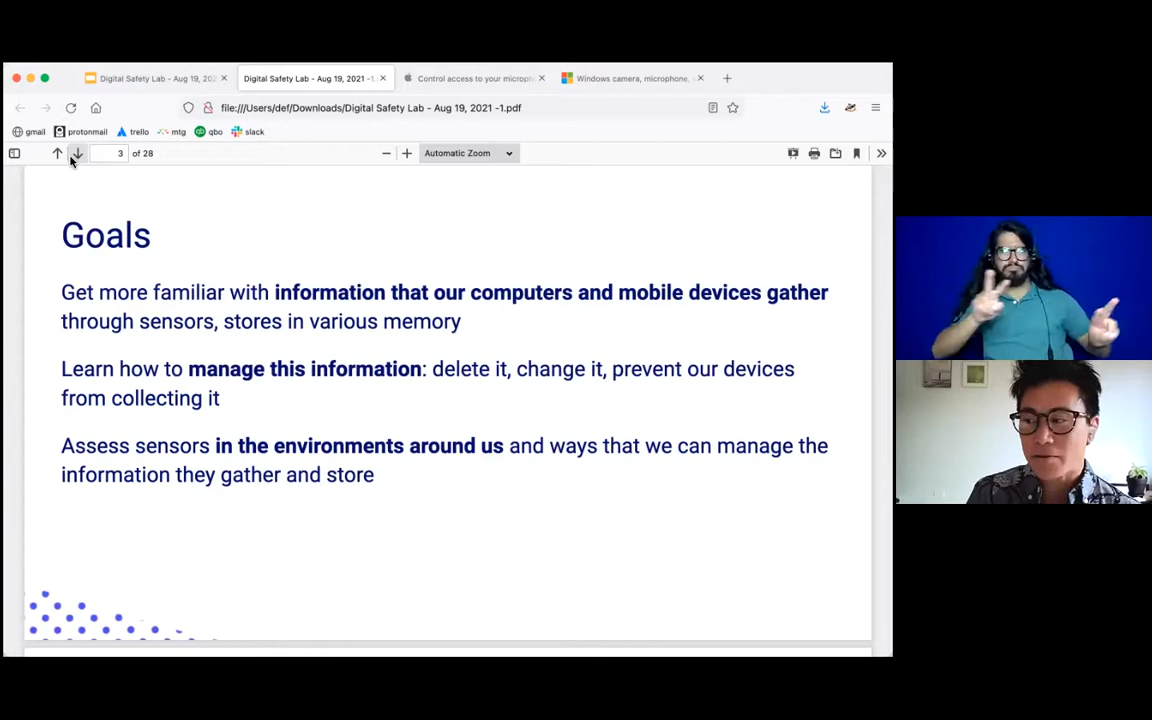 Digital Safety Lab - Aug 19, 202
Digital Safety Lab - Aug 19, 2021 -1.
Control access to your microph
Windows camera, microphone,
file:///Users/def/Downloads/Digital Safety Lab - Aug 19, 2021 -1.pdf
gmail protonmail trello mtg qbo slack
3 of 28 Automatic Zoom
Goals
Get more familiar with information that our computers and mobile devices gather
through sensors, stores in various memory
Learn how to manage this information: delete it, change it, prevent our devices
from collecting it
Assess sensors in the environments around us and ways that we can manage the
information they gather and store